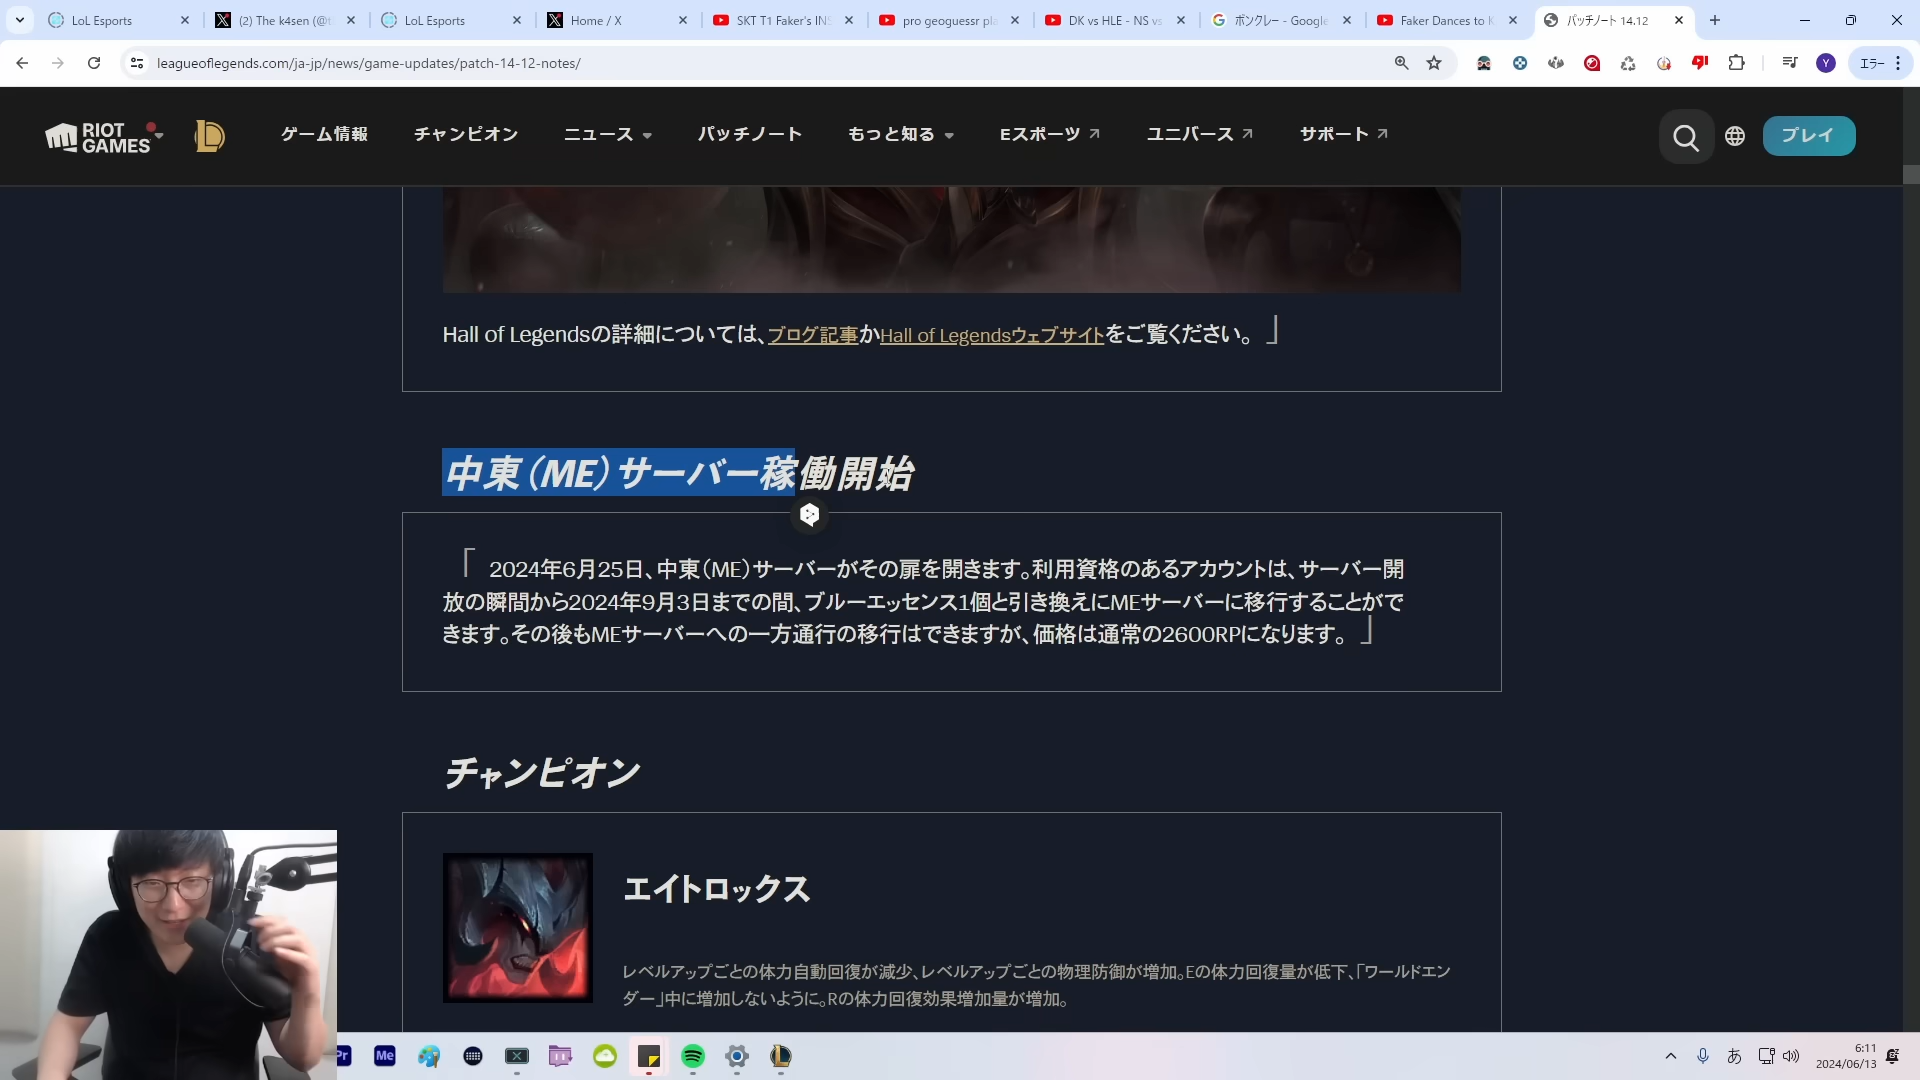 LoL Esports
(2) The k4sen (@t
LoL Esports
Home / X
SKT T1 Faker's INS
pro geoguessr pla
DK vs HLE - NS vs
ボンクレー - Google
Faker Dances to K
パッチノート 14.12
leagueoflegends.com/ja-jp/news/game-updates/patch-14-12-notes/
Y
エラー
RIOT
GAMES
ゲーム情報
チャンピオン
ニュース
パッチノート
もっと知る
Eスポーツ
ユニバース
サポート
プレイ
Hall of Legendsの詳細については、ブログ記事かHall of Legendsウェブサイトをご覧ください。」
中東（ME）サーバー稼働開始
「2024年6月25日、中東（ME）サーバーがその扉を開きます。利用資格のあるアカウントは、サーバー開
放の瞬間から2024年9月3日までの間、ブルーエッセンス1個と引き換えにMEサーバーに移行することがで
きます。その後もMEサーバーへの一方通行の移行はできますが、価格は通常の2600RPになります。」
チャンピオン
エイトロックス
レベルアップごとの体力自動回復が減少、レベルアップごとの物理防御が増加。Eの体力回復量が低下、「ワールドエン
ダー」中に増加しないように。Rの体力回復効果増加量が増加。
Pr
Me
あ
6:11
2024/06/13